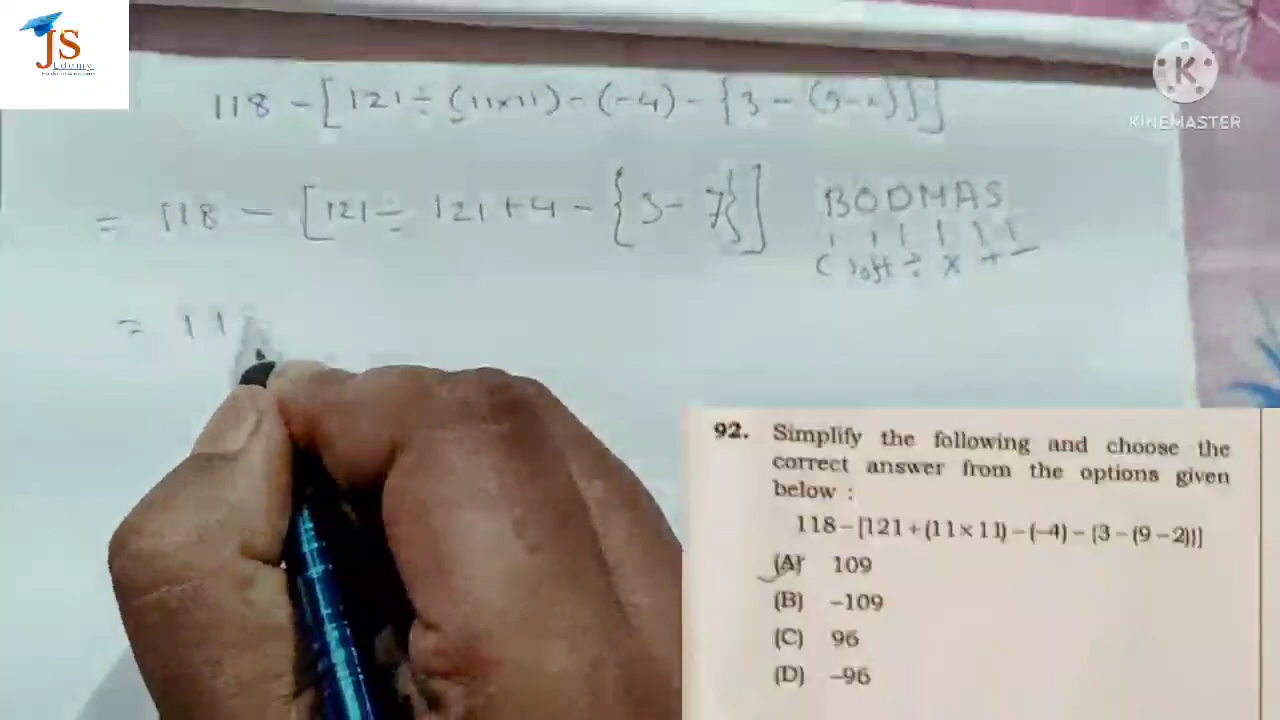 JS
KINEMASTER
118 - [121 ÷ (11×11) - (-4) - {3 - (9-2)}]
= 118 - [121 ÷ 121 + 4 - {3 - 7}]
BODMAS
( ÷ × + -
= 11
92. Simplify the following and choose the
correct answer from the options given
below :
118 – [121 ÷ (11 × 11) – (–4) – {3 – (9 – 2)}]
(A) 109
(B) –109
(C) 96
(D) –96